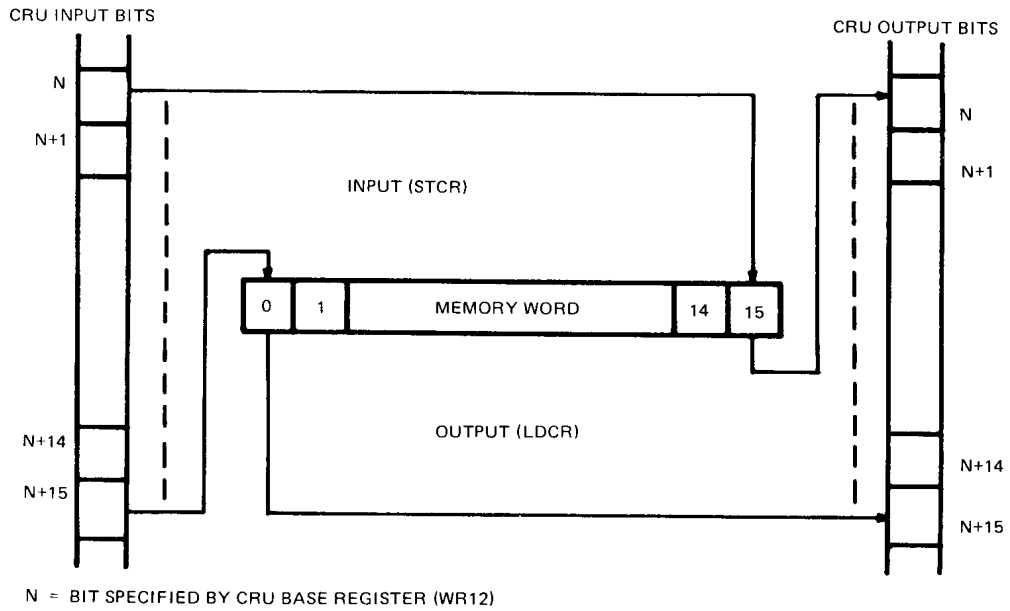 CRU INPUT BITS
CRU OUTPUT BITS
N
N
N+1
N+1
INPUT (STCR)
0 1 MEMORY WORD 14 15
OUTPUT (LDCR)
N+14
N+14
N+15
N+15
N = BIT SPECIFIED BY CRU BASE REGISTER (WR12)